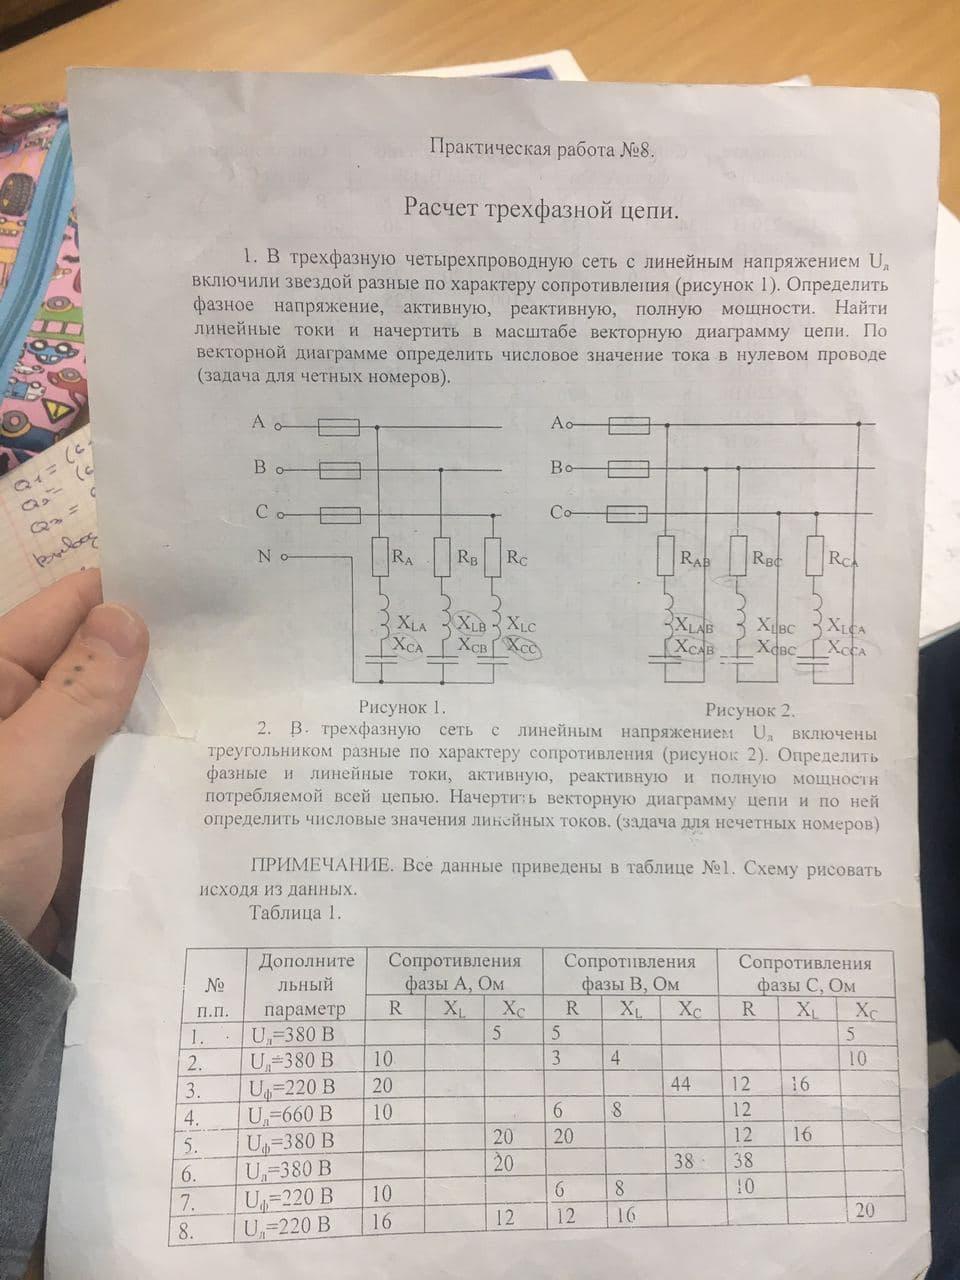 Практическая работа №8.
Расчет трехфазной цепи.
1. В трехфазную четырехпроводную сеть с линейным напряжением Uл
включили звездой разные по характеру сопротивления (рисунок 1). Определить
фазное напряжение, активную, реактивную, полную мощности. Найти
линейные токи и начертить в масштабе векторную диаграмму цепи. По
векторной диаграмме определить числовое значение тока в нулевом проводе
(задача для четных номеров).
A A
B B
C C
N RA RB RC RAB RBC RCA
XLA XLB XLC XLAB XLBC XLCA
XCA XCB XCC XCAB XCBC XCCA
Рисунок 1. Рисунок 2.
2. В трехфазную сеть с линейным напряжением Uл включены
треугольником разные по характеру сопротивления (рисунок 2). Определить
фазные и линейные токи, активную, реактивную и полную мощности
потребляемой всей цепью. Начертить векторную диаграмму цепи и по ней
определить числовые значения линейных токов. (задача для нечетных номеров)
ПРИМЕЧАНИЕ. Все данные приведены в таблице №1. Схему рисовать
исходя из данных.
Таблица 1.
№ п.п. Дополните льный параметр Сопротивления фазы А, Ом Сопротивления фазы В, Ом Сопротивления фазы С, Ом
R XL XC R XL XC R XL XC
1. Uл=380 В 5 5 5
2. Uл=380 В 10 3 4 10
3. Uф=220 В 20 44 12 16
4. Uл=660 В 10 6 8 12
5. Uф=380 В 20 20 12 16
6. Uл=380 В 20 38 38
7. Uф=220 В 10 6 8 10
8. Uл=220 В 16 12 12 16 20